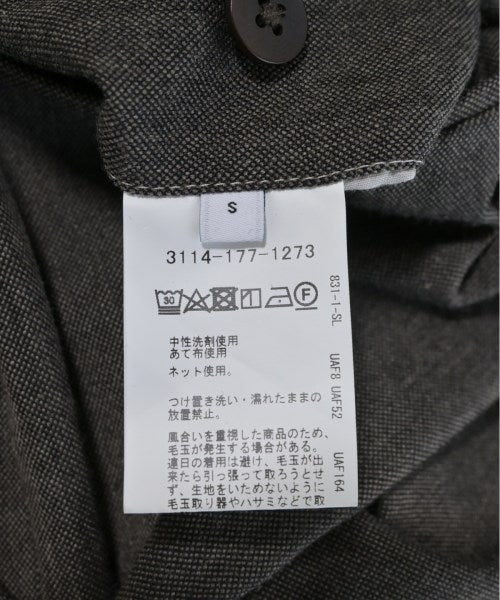 S
3114-177-1273
30
F
中性洗剤使用
あて布使用
ネット使用。
つけ置き洗い・濡れたままの
放置禁止。
風合いを重視した商品のため、
毛玉が発生する場合がある。
連日の着用は避け、毛玉が出
来たら引っ張って取ろうとせ
ず、生地をいためないように
毛玉取り器やハサミなどで取
831-1-SL
UAF8 UAF52
UAF164